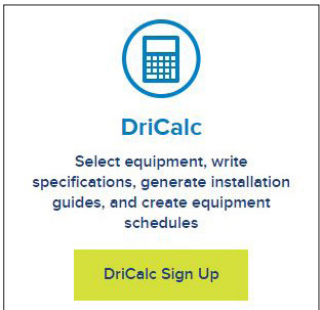 DriCalc
Select equipment, write
specifications, generate installation
guides, and create equipment
schedules
DriCalc Sign Up